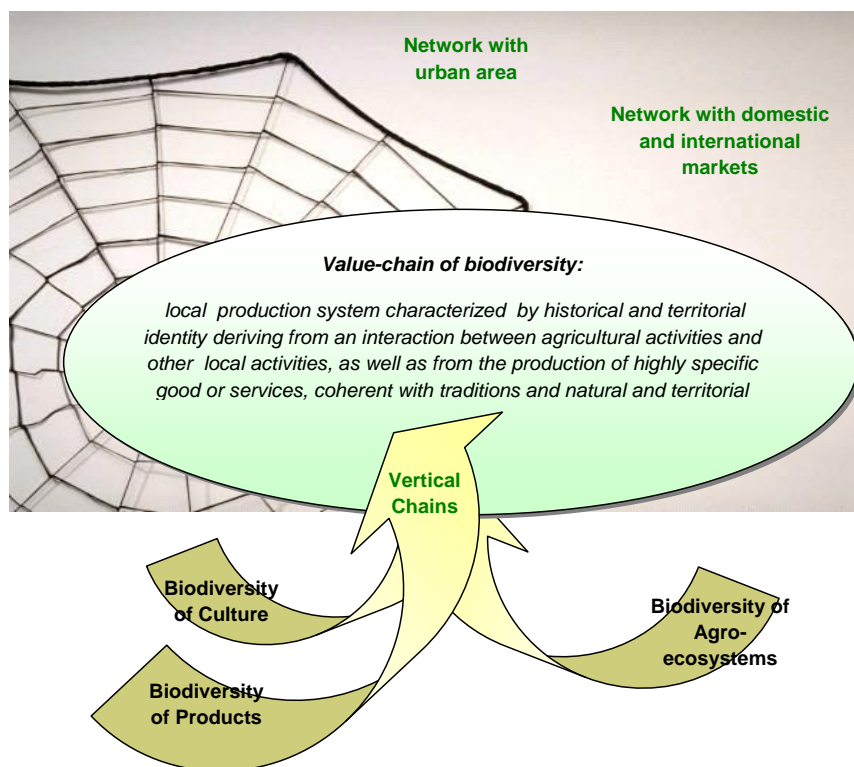 Network with
urban area
Network with domestic
and international
markets
Value-chain of biodiversity:
local production system characterized by historical and territorial
identity deriving from an interaction between agricultural activities and
other local activities, as well as from the production of highly specific
good or services, coherent with traditions and natural and territorial
Vertical
Chains
Biodiversity
of Culture
Biodiversity of
Agro-
ecosystems
Biodiversity
of Products